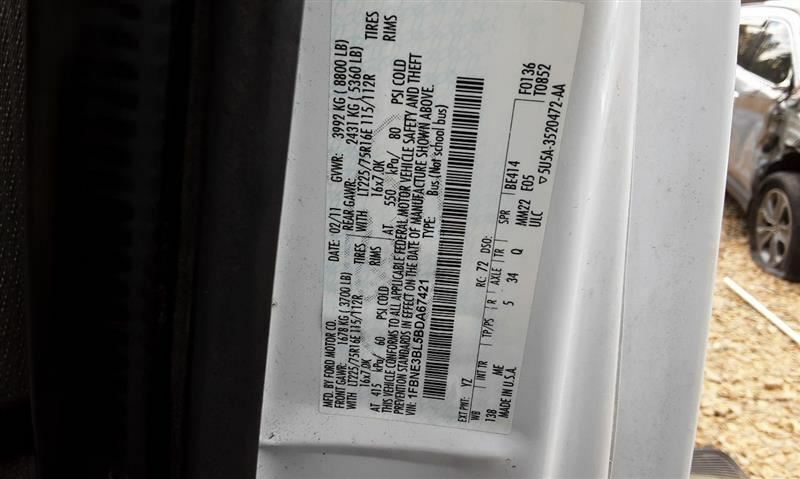 MFD. BY FORD MOTOR CO.
DATE: 02/11 GVWR: 3992 KG ( 8800 LB)
FRONT GAWR: 1678 KG (3700 LB) REAR GAWR: 2431 KG ( 5360 LB)
WITH LT225/75R16E 115/112R TIRES WITH LT225/75R16E 115/112R TIRES
16x7.0K RIMS 16x7.0K RIMS
AT 415 kPa/ 60 PSI COLD AT 550 kPa/ 80 PSI COLD
THIS VEHICLE CONFORMS TO ALL APPLICABLE FEDERAL MOTOR VEHICLE SAFETY AND THEFT
PREVENTION STANDARDS IN EFFECT ON THE DATE OF MANUFACTURE SHOWN ABOVE.
VIN: 1FBNE3BL5BDA67421 TYPE: Bus (Not school bus)
F0136
T0852
EXT PNT: YZ RC: 72 DSO:
WB INT TR TP/PS R AXLE TR SPR BE414
138 ME 5 34 Q MM22 E05
MADE IN U.S.A. ULC
5U5A-3520472-AA